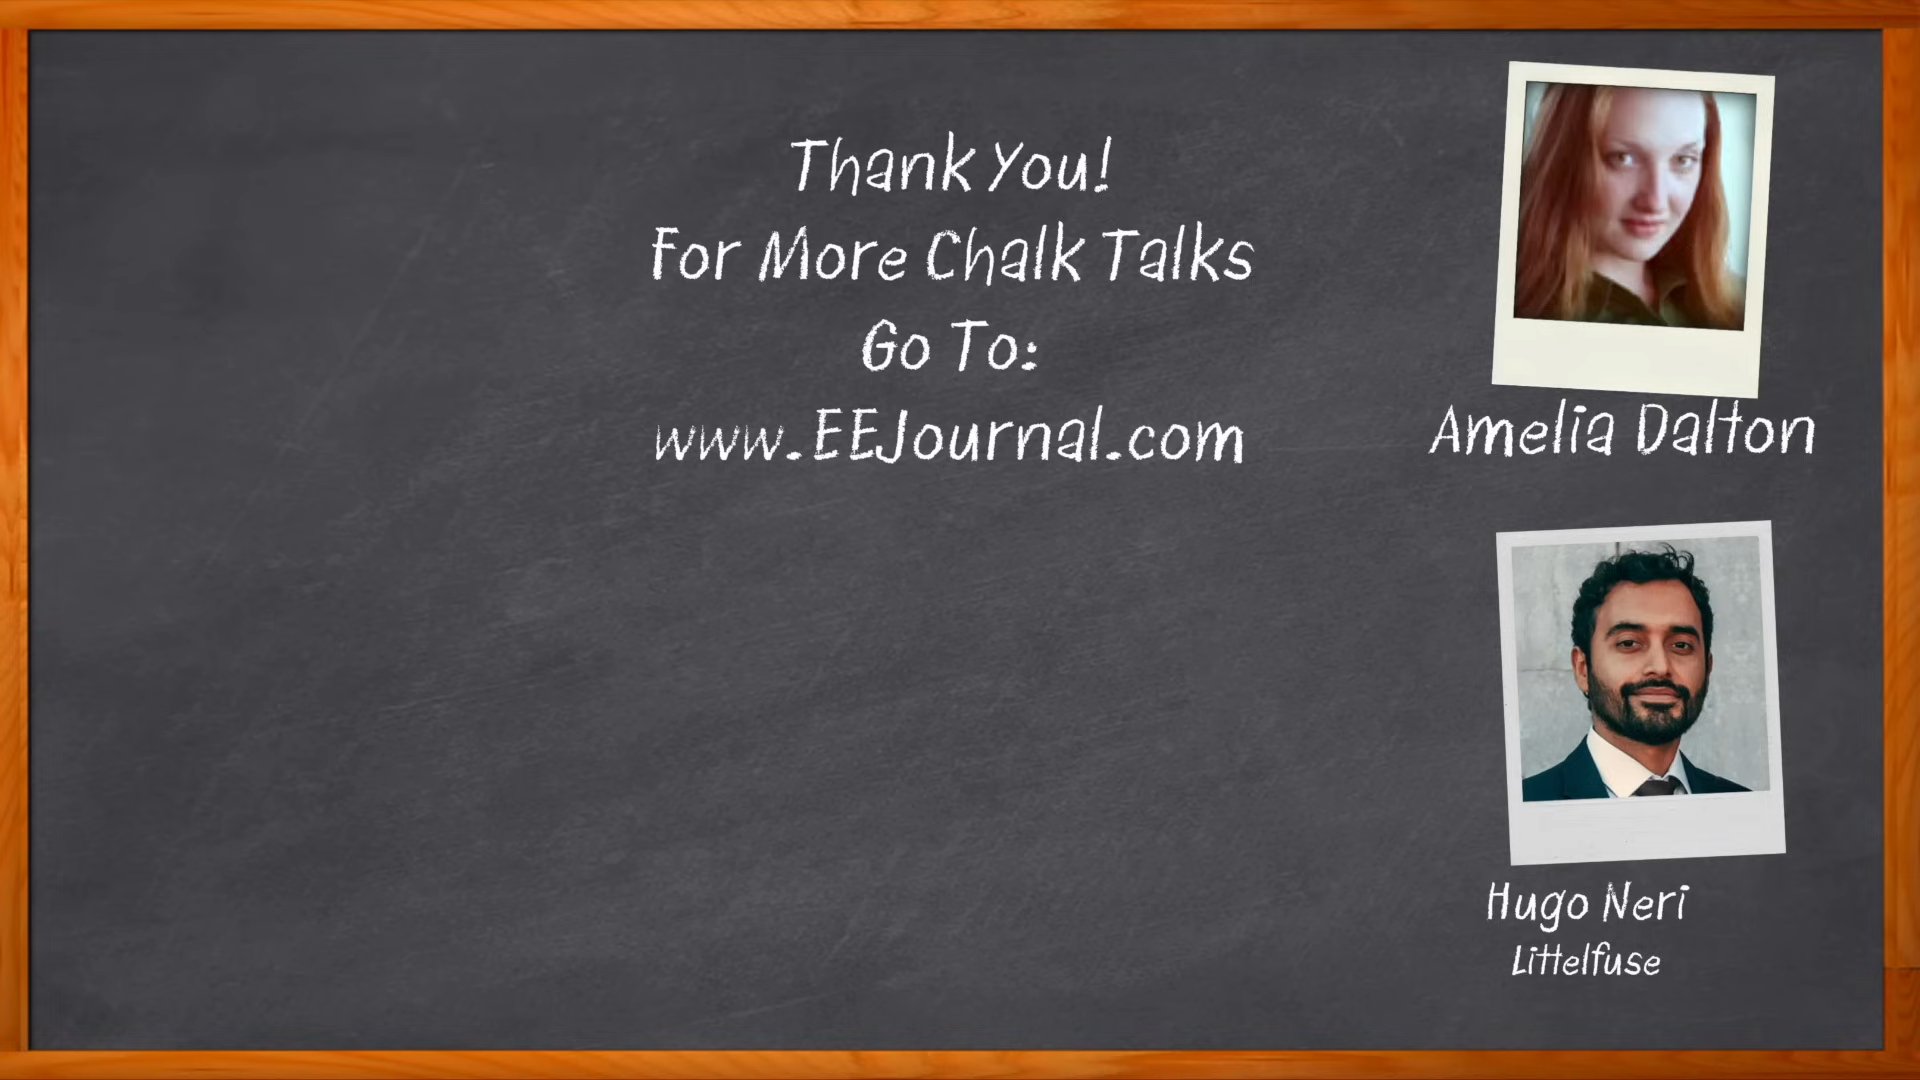 Thank You!
For More Chalk Talks
Go To:
www.EEJournal.com
Amelia Dalton
Hugo Neri
Littelfuse